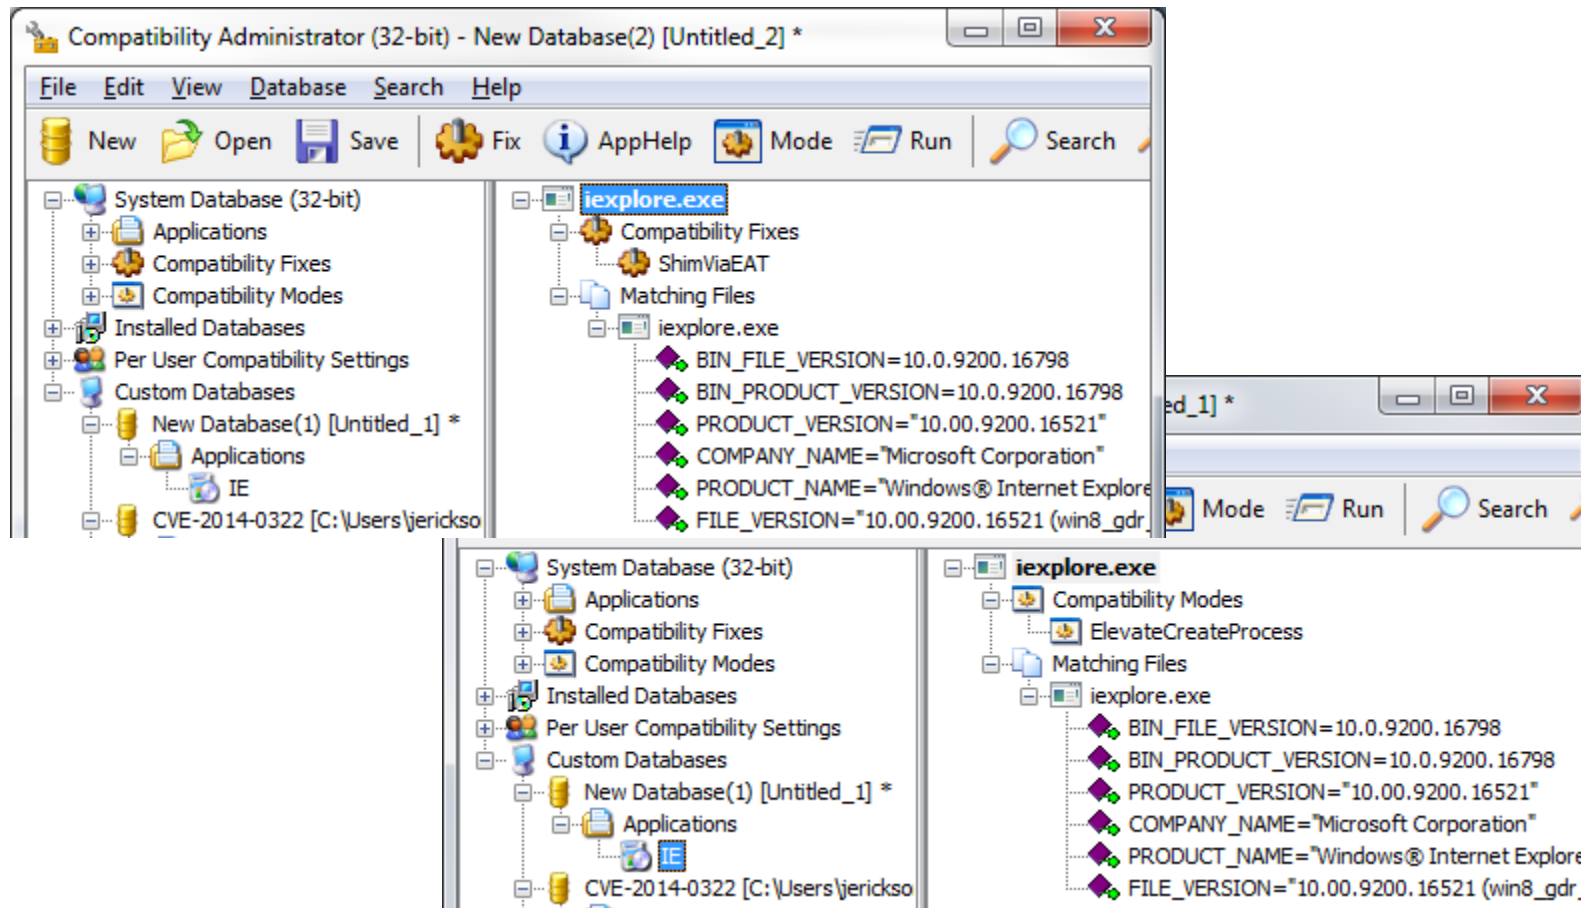 Compatibility Administrator (32-bit) - New Database(2) [Untitled_2] *
File Edit View Database Search Help
New Open Save Fix AppHelp Mode Run Search
System Database (32-bit)
Applications
Compatibility Fixes
Compatibility Modes
Installed Databases
Per User Compatibility Settings
Custom Databases
New Database(1) [Untitled_1] *
Applications
IE
CVE-2014-0322 [C:\Users\jerickso
iexplore.exe
Compatibility Fixes
ShimViaEAT
Matching Files
iexplore.exe
BIN_FILE_VERSION=10.0.9200.16798
BIN_PRODUCT_VERSION=10.0.9200.16798
PRODUCT_VERSION="10.00.9200.16521"
COMPANY_NAME="Microsoft Corporation"
PRODUCT_NAME="Windows® Internet Explore
FILE_VERSION="10.00.9200.16521 (win8_gdr_
ed_1] *
Mode Run Search
System Database (32-bit)
Applications
Compatibility Fixes
Compatibility Modes
Installed Databases
Per User Compatibility Settings
Custom Databases
New Database(1) [Untitled_1] *
Applications
IE
CVE-2014-0322 [C:\Users\jerickso
iexplore.exe
Compatibility Modes
ElevateCreateProcess
Matching Files
iexplore.exe
BIN_FILE_VERSION=10.0.9200.16798
BIN_PRODUCT_VERSION=10.0.9200.16798
PRODUCT_VERSION="10.00.9200.16521"
COMPANY_NAME="Microsoft Corporation"
PRODUCT_NAME="Windows® Internet Explore
FILE_VERSION="10.00.9200.16521 (win8_gdr_